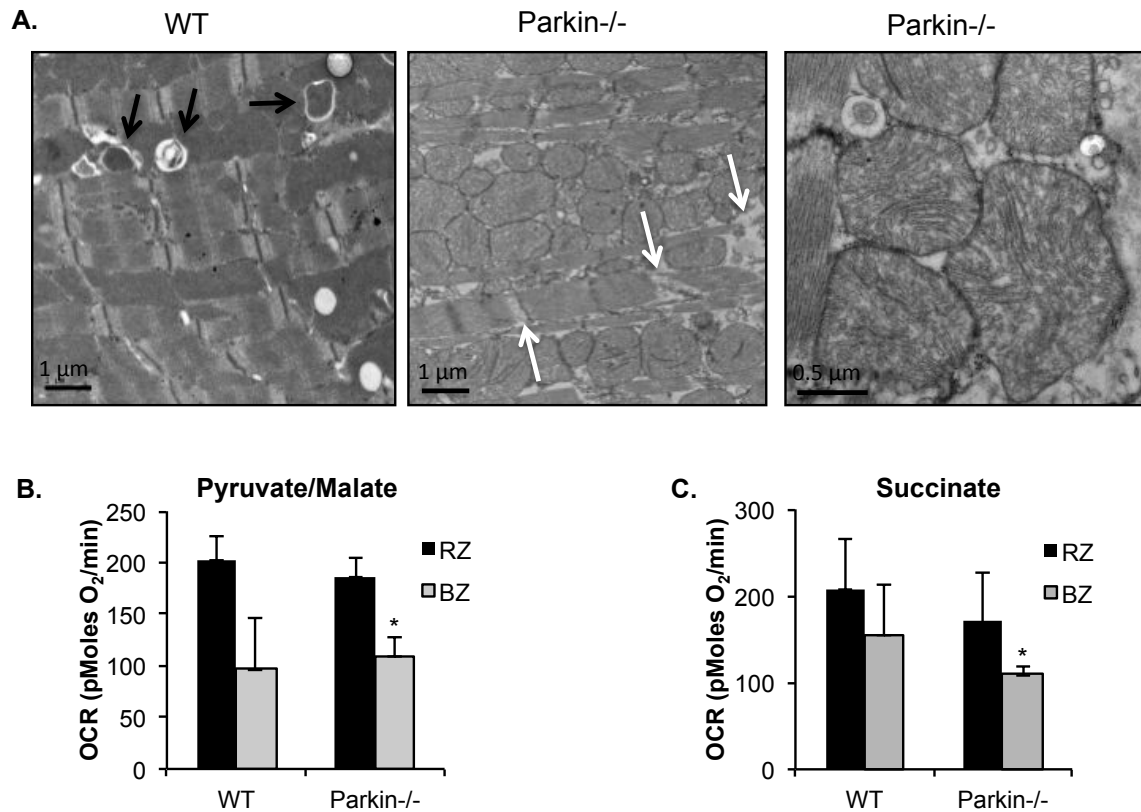 A.
WT
Parkin-/-
Parkin-/-
1 μm
1 μm
0.5 μm
B.
Pyruvate/Malate
OCR (pMoles O₂/min)
250
200
150
100
50
0
*
RZ
BZ
WT
Parkin-/-
C.
Succinate
OCR (pMoles O₂/min)
300
200
100
0
*
RZ
BZ
WT
Parkin-/-